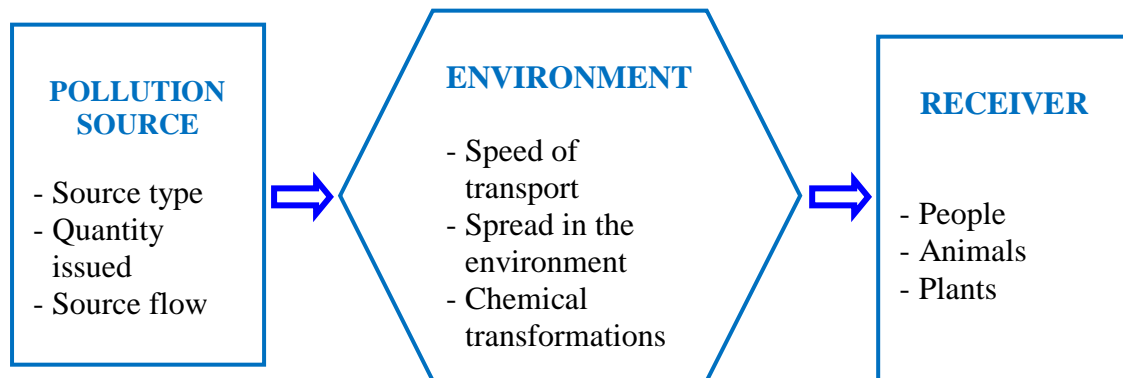 POLLUTION
SOURCE
- Source type
- Quantity
issued
- Source flow
ENVIRONMENT
- Speed of
transport
- Spread in the
environment
- Chemical
transformations
RECEIVER
- People
- Animals
- Plants